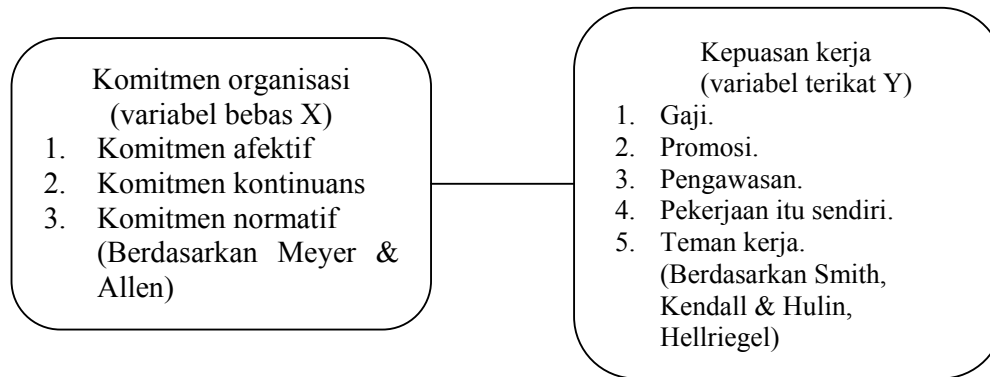 Komitmen organisasi
(variabel bebas X)
1. Komitmen afektif
2. Komitmen kontinuans
3. Komitmen normatif
(Berdasarkan Meyer &
Allen)
Kepuasan kerja
(variabel terikat Y)
1. Gaji.
2. Promosi.
3. Pengawasan.
4. Pekerjaan itu sendiri.
5. Teman kerja.
(Berdasarkan Smith,
Kendall & Hulin,
Hellriegel)